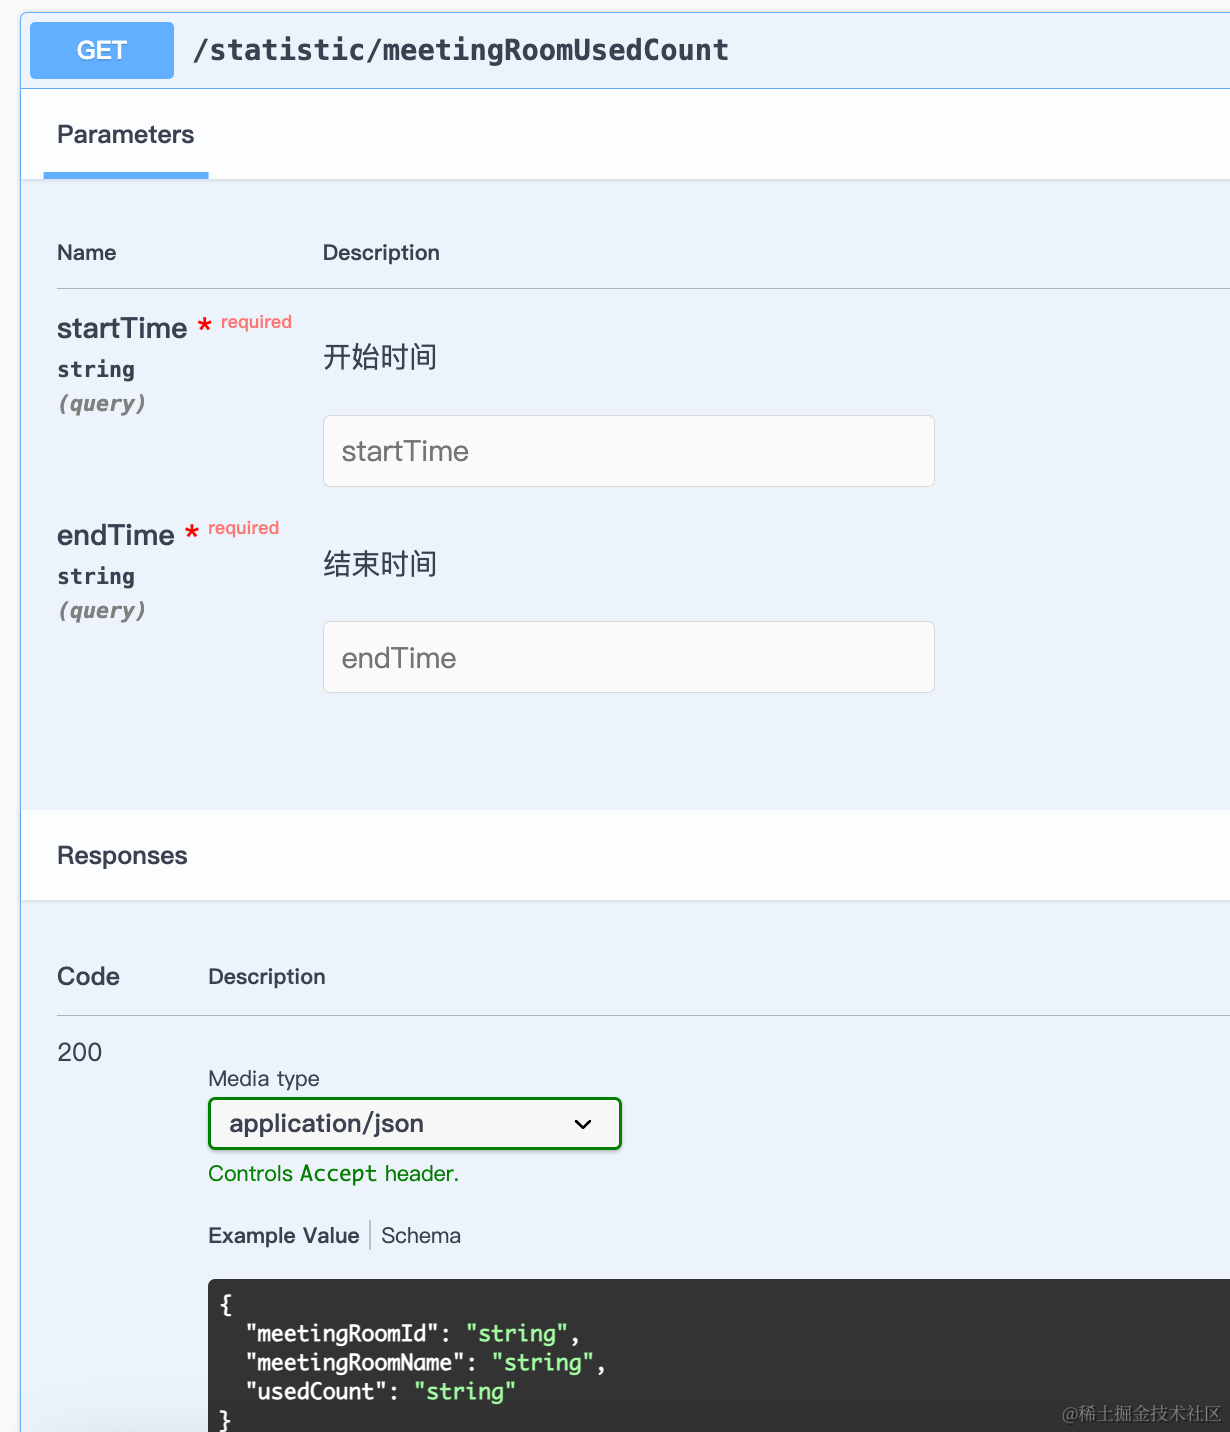 GET /statistic/meetingRoomUsedCount
Parameters
Name Description
startTime * required
string
(query)
开始时间
startTime
endTime * required
string
(query)
结束时间
endTime
Responses
Code Description
200
Media type
application/json
Controls Accept header.
Example Value | Schema
{
"meetingRoomId": "string",
"meetingRoomName": "string",
"usedCount": "string"
}
@稀土掘金技术社区